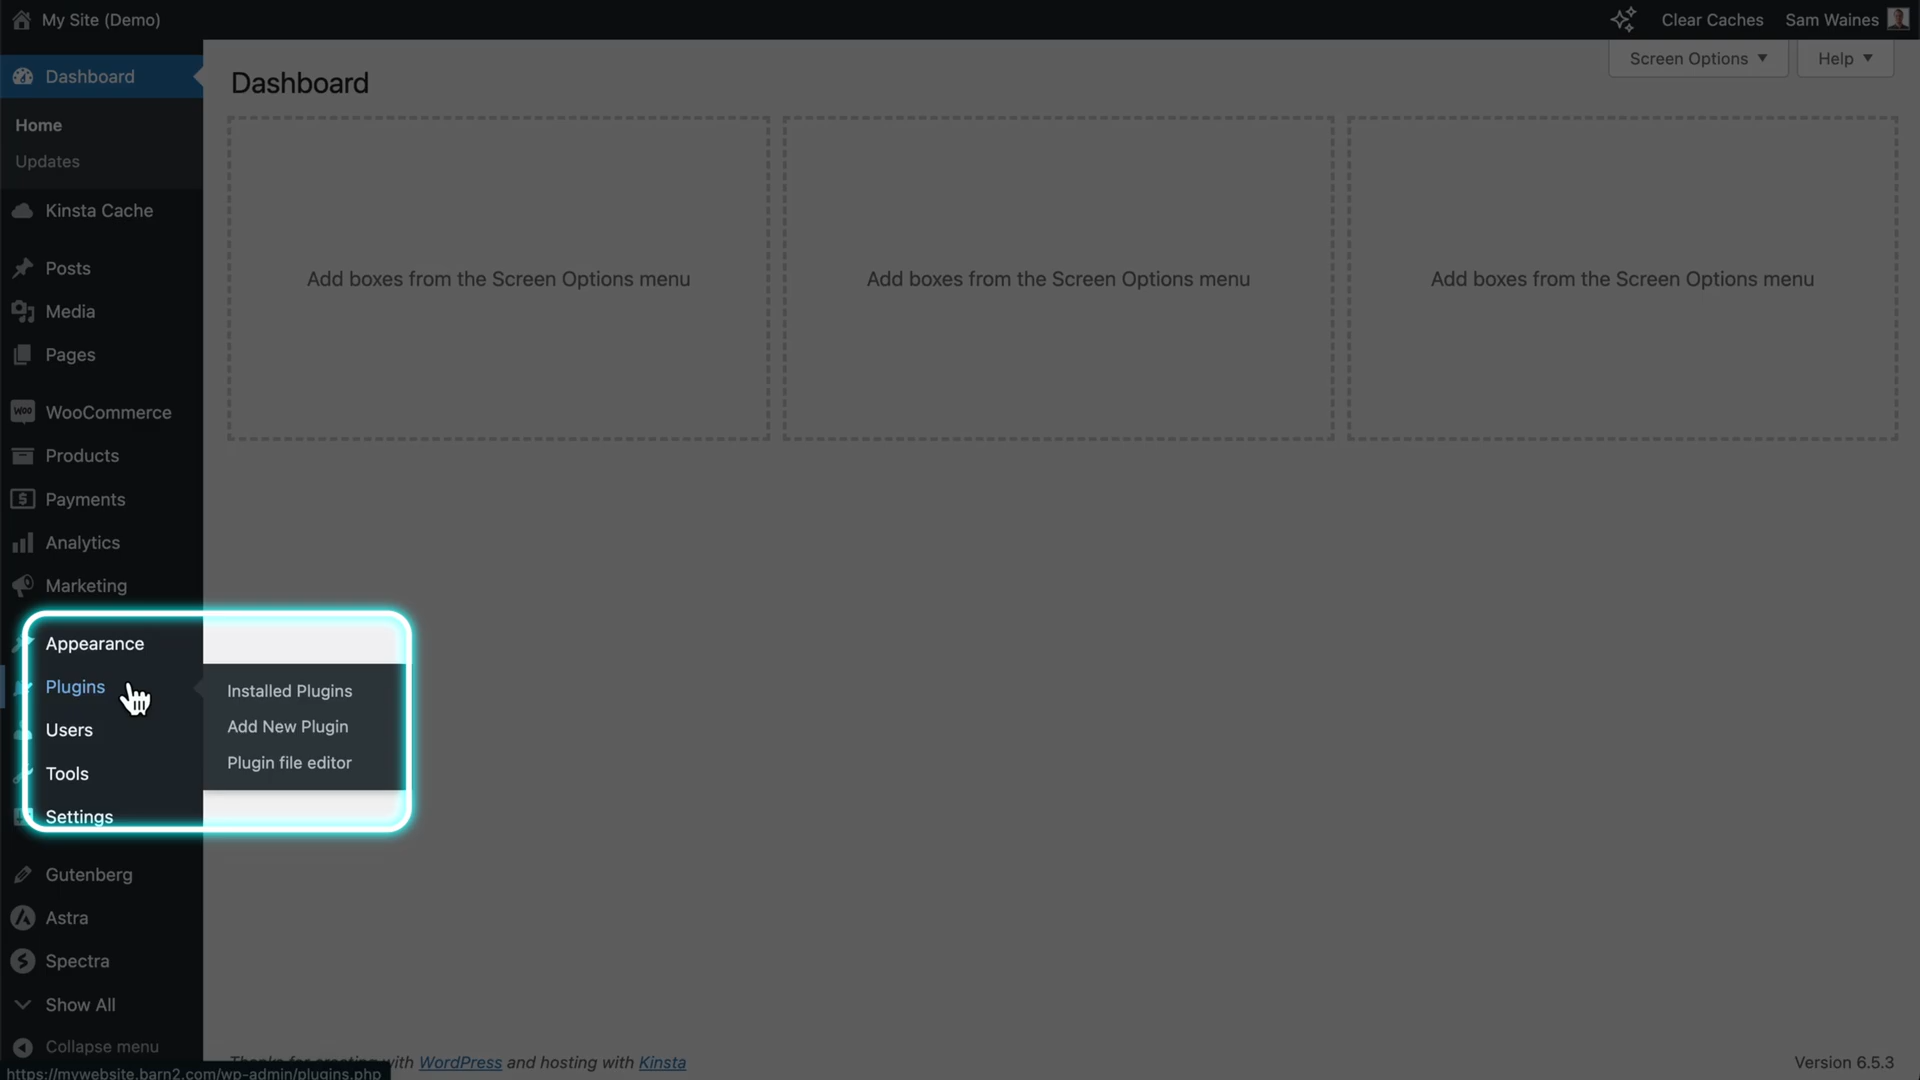 My Site (Demo)
Clear Caches
Sam Waines
Dashboard
Home
Updates
Kinsta Cache
Posts
Media
Pages
WooCommerce
Products
Payments
Analytics
Marketing
Appearance
Plugins
Users
Tools
Settings
Gutenberg
Astra
Spectra
Show All
Collapse menu
Installed Plugins
Add New Plugin
Plugin file editor
Screen Options
Help
Dashboard
Add boxes from the Screen Options menu
Add boxes from the Screen Options menu
Add boxes from the Screen Options menu
Thanks for creating with WordPress and hosting with Kinsta
Version 6.5.3
https://mywebsite.barn2.com/wp-admin/plugins.php